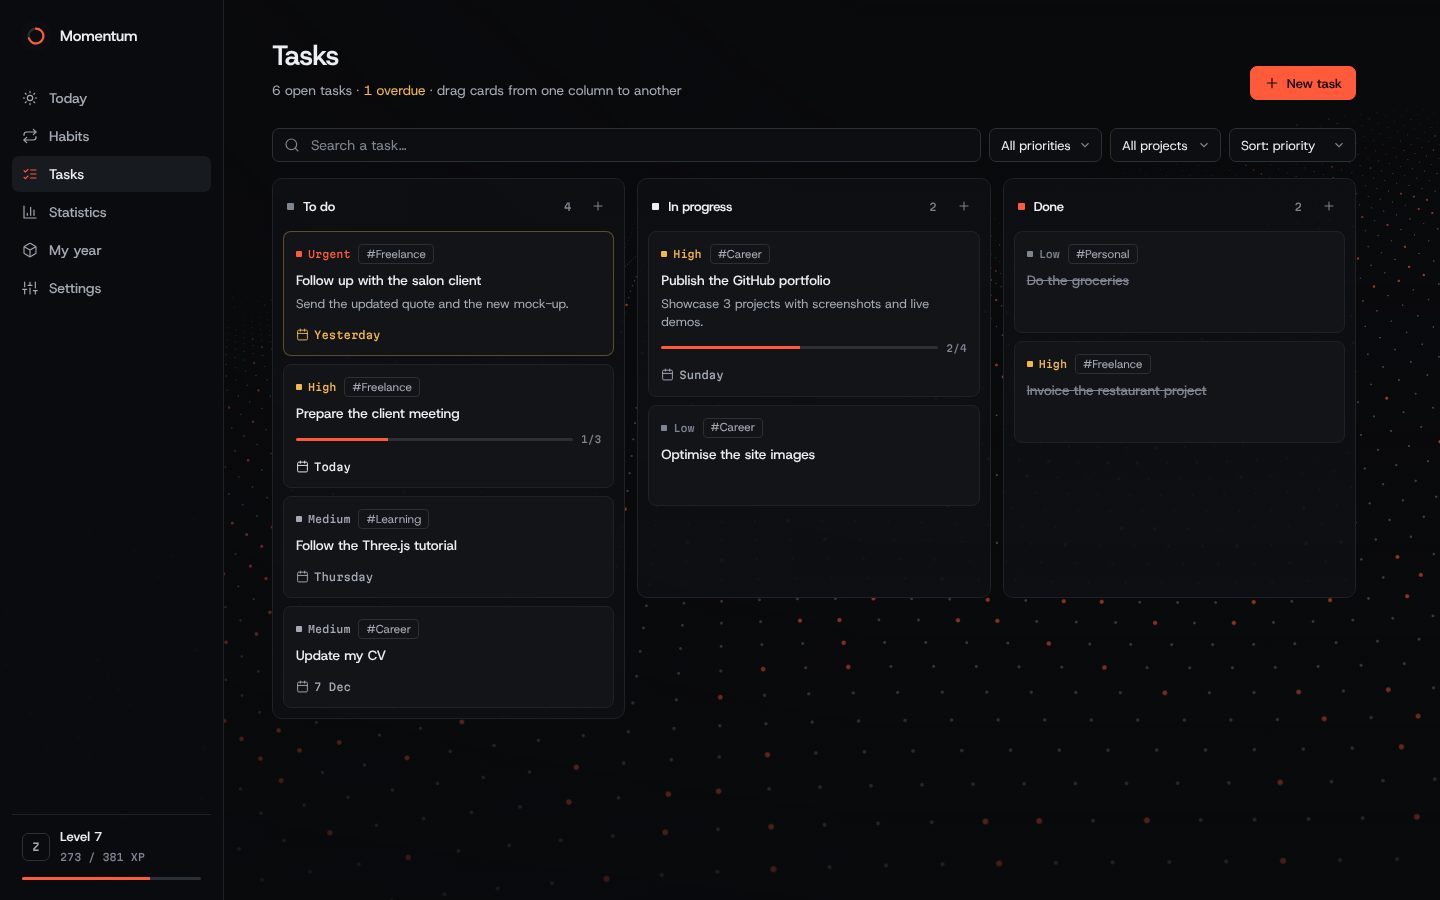 Momentum
Today
Habits
Tasks
Statistics
My year
Settings
Level 7
Z
273 / 381 XP
Tasks
6 open tasks · 1 overdue · drag cards from one column to another
+ New task
Search a task…
All priorities
All projects
Sort: priority
To do 4 +
Urgent #Freelance
Follow up with the salon client
Send the updated quote and the new mock-up.
Yesterday
High #Freelance
Prepare the client meeting
1/3
Today
Medium #Learning
Follow the Three.js tutorial
Thursday
Medium #Career
Update my CV
7 Dec
In progress 2 +
High #Career
Publish the GitHub portfolio
Showcase 3 projects with screenshots and live
demos.
2/4
Sunday
Low #Career
Optimise the site images
Done 2 +
Low #Personal
Do the groceries
High #Freelance
Invoice the restaurant project